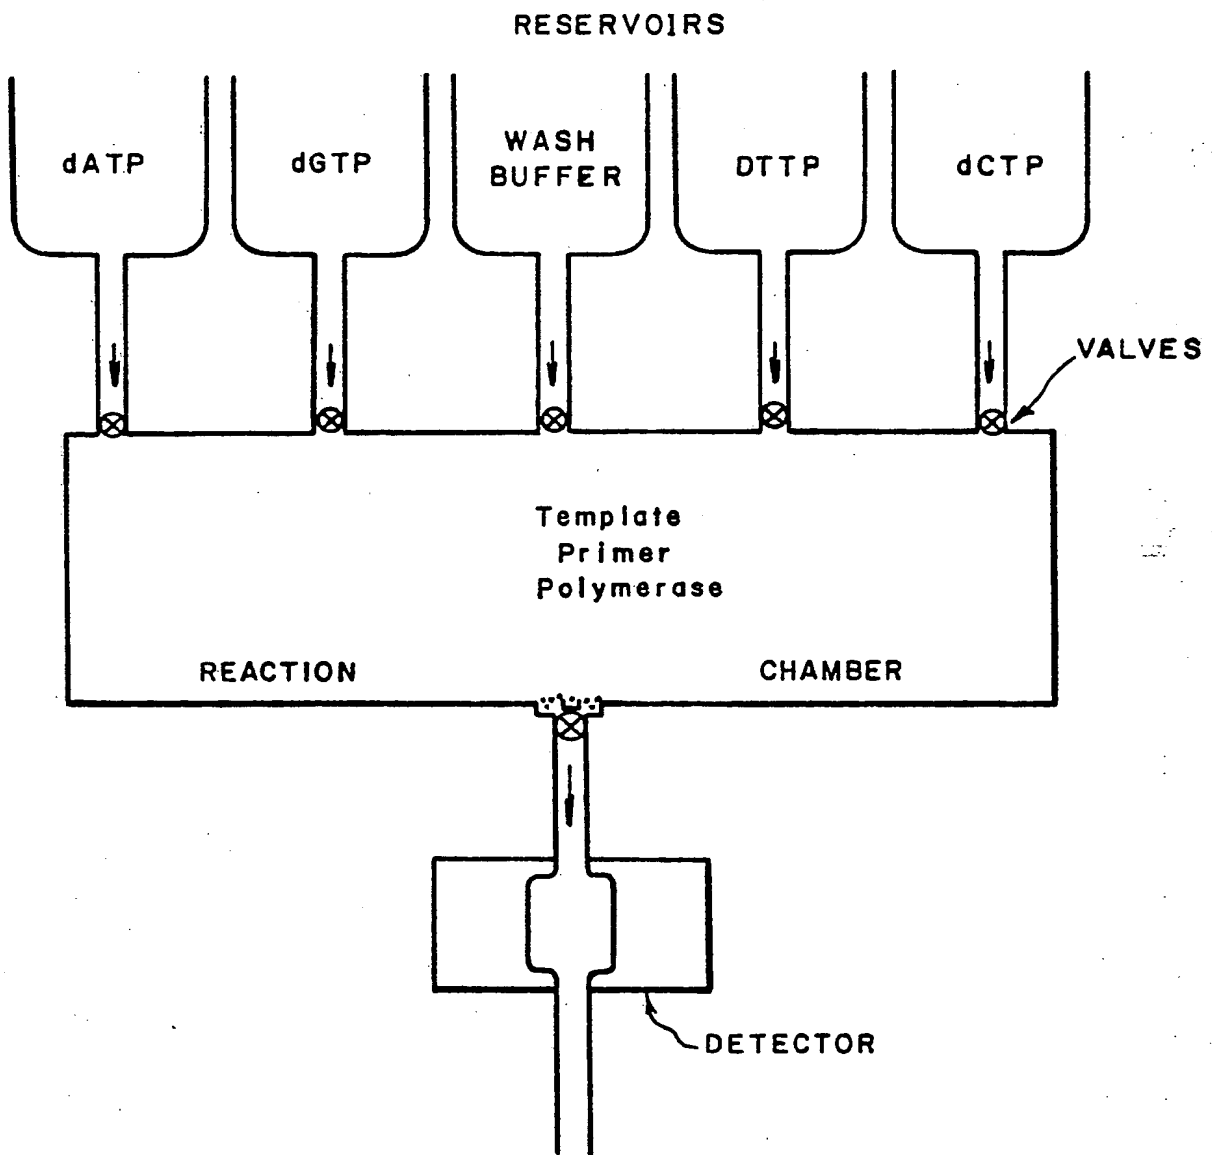 RESERVOIRS
dATP
dGTP
WASH
BUFFER
DTTP
dCTP
VALVES
Template
Primer
Polymerase
REACTION
CHAMBER
DETECTOR